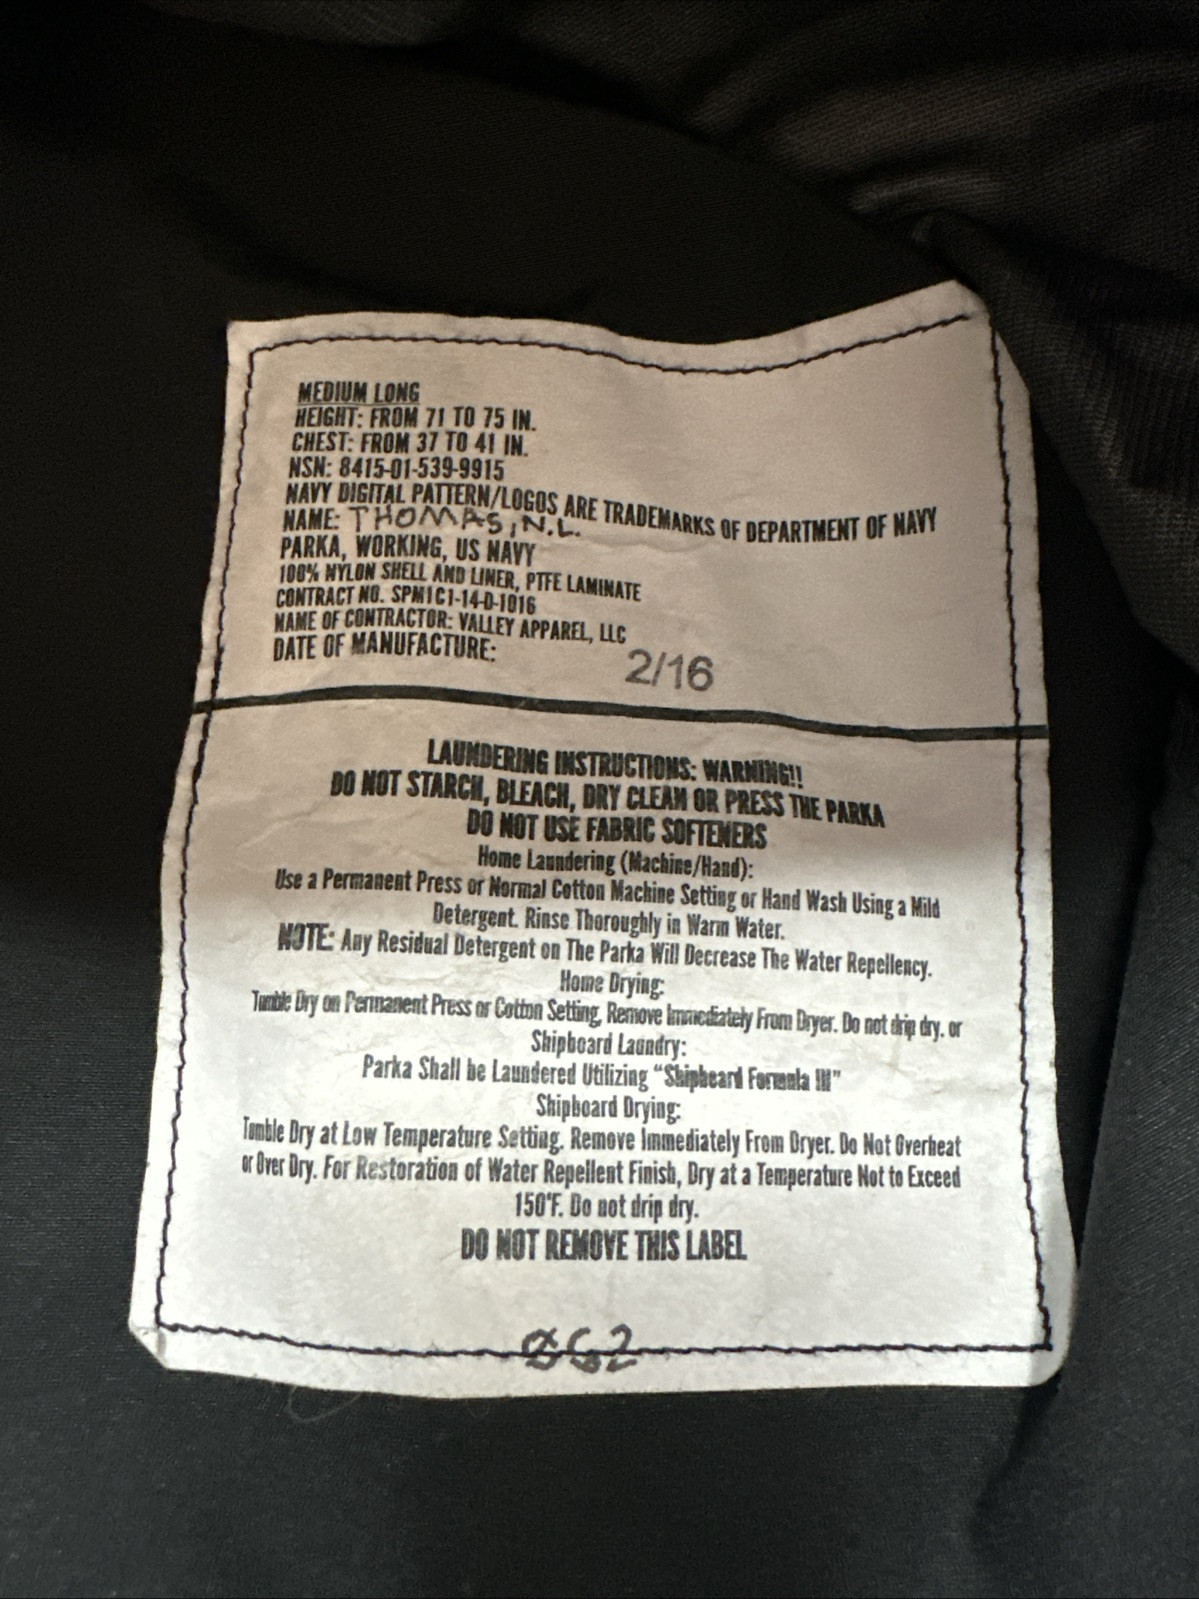 MEDIUM LONG
HEIGHT: FROM 71 TO 75 IN.
CHEST: FROM 37 TO 41 IN.
NSN: 8415-01-539-9915
NAVY DIGITAL PATTERN/LOGOS ARE TRADEMARKS OF DEPARTMENT OF NAVY
NAME: THOMAS, N.L.
PARKA, WORKING, US NAVY
100% NYLON SHELL AND LINER, PTFE LAMINATE
CONTRACT NO. SPM1C1-14-D-1016
NAME OF CONTRACTOR: VALLEY APPAREL, LLC
DATE OF MANUFACTURE: 2/16
LAUNDERING INSTRUCTIONS: WARNING!!
DO NOT STARCH, BLEACH, DRY CLEAN OR PRESS THE PARKA
DO NOT USE FABRIC SOFTENERS
Home Laundering (Machine/Hand):
Use a Permanent Press or Normal Cotton Machine Setting or Hand Wash Using a Mild
Detergent. Rinse Thoroughly in Warm Water.
NOTE: Any Residual Detergent on The Parka Will Decrease The Water Repellency.
Home Drying:
Tumble Dry on Permanent Press or Cotton Setting, Remove Immediately From Dryer. Do not drip dry. or
Shipboard Laundry:
Parka Shall be Laundered Utilizing "Shipboard Formula III"
Shipboard Drying:
Tumble Dry at Low Temperature Setting. Remove Immediately From Dryer. Do Not Overheat
or Over Dry. For Restoration of Water Repellent Finish, Dry at a Temperature Not to Exceed
150°F. Do not drip dry.
DO NOT REMOVE THIS LABEL